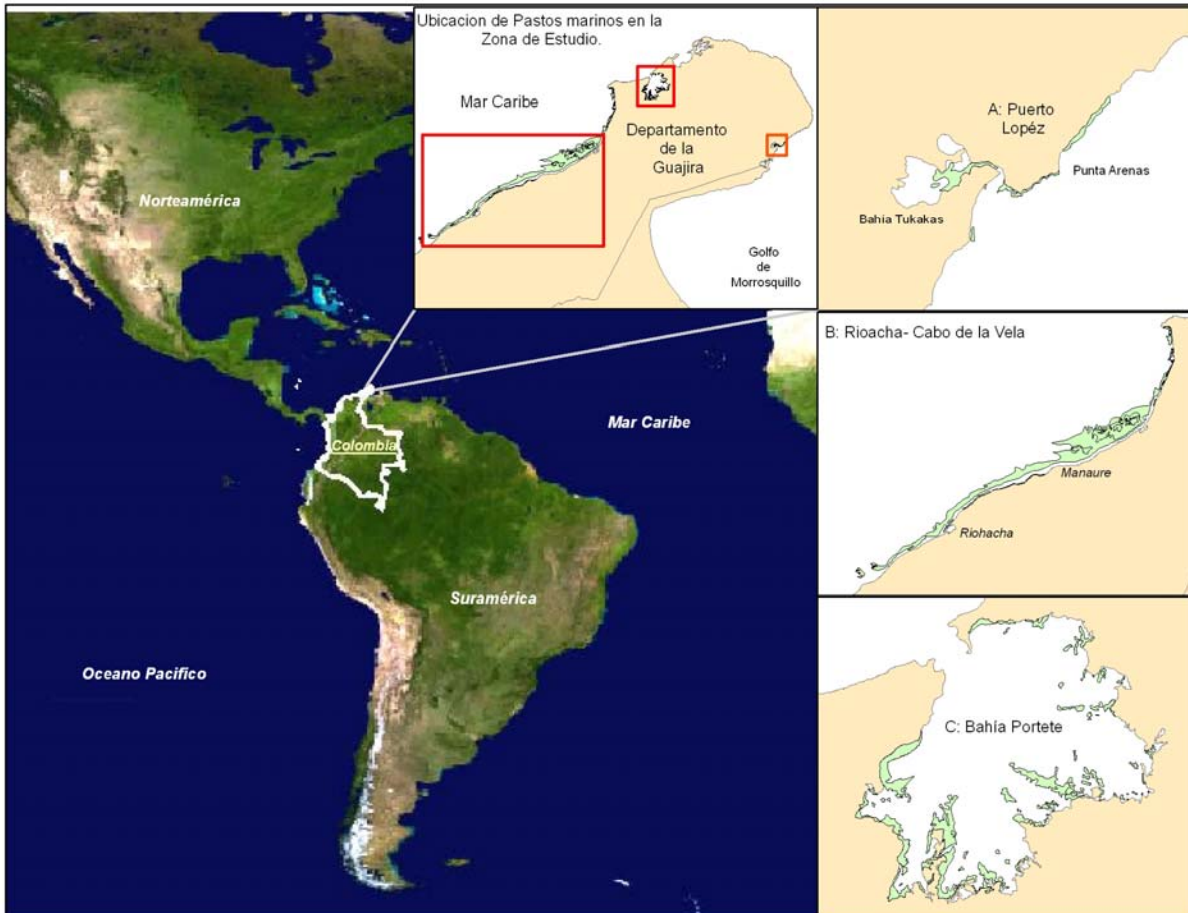 Ubicacion de Pastos marinos en la
Zona de Estudio.
Mar Caribe
Departamento
de la
Guajira
Golfo
de
Morrosquillo
A: Puerto
Lopéz
Punta Arenas
Bahia Tukakas
B: Rioacha- Cabo de la Vela
Manaure
Riohacha
C: Bahía Portete
Norteamérica
Mar Caribe
Colombia
Suramérica
Oceano Pacifico